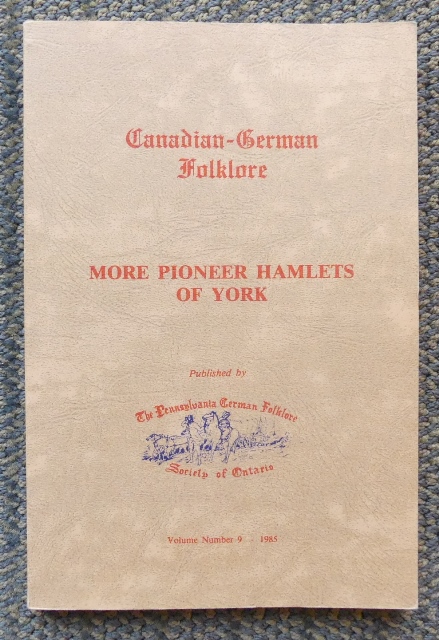 Canadian-German
Folklore
MORE PIONEER HAMLETS
OF YORK
Published by
The Pennsylvania German Folklore
Society of Ontario
Volume Number 9 - 1985